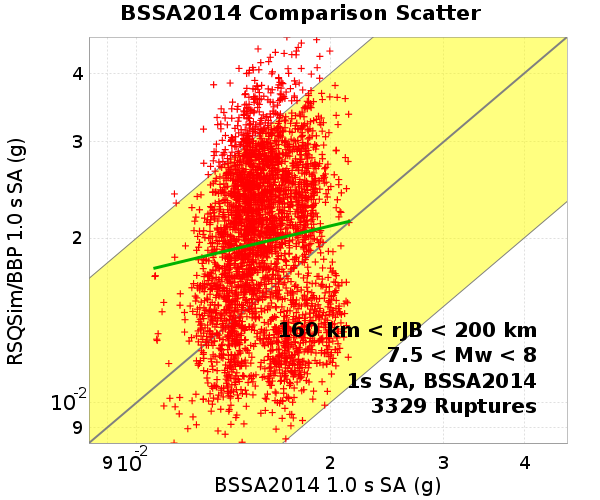 BSSA2014 Comparison Scatter
RSQSim/BBP 1.0 s SA (g)
4
3
2
10-2
9
160 km < rJB < 200 km
7.5 < Mw < 8
1s SA, BSSA2014
3329 Ruptures
9 10-2 2 3 4
BSSA2014 1.0 s SA (g)